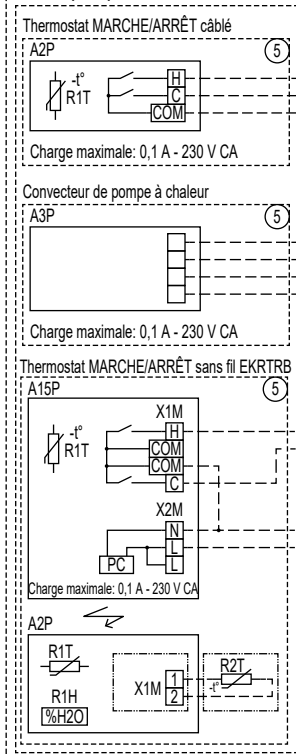 Thermostat MARCHE/ARRÊT câblé
A2P
5
-t°
R1T
H
C
COM
Charge maximale: 0,1 A - 230 V CA
Convecteur de pompe à chaleur
A3P
5
Charge maximale: 0,1 A - 230 V CA
Thermostat MARCHE/ARRÊT sans fil EKRTRB
A15P
5
X1M
-t°
R1T
H
COM
COM
C
X2M
N
L
L
PC
Charge maximale: 0,1 A - 230 V CA
A2P
R1T
R1H
%H2O
X1M
1
2
R2T
-t°